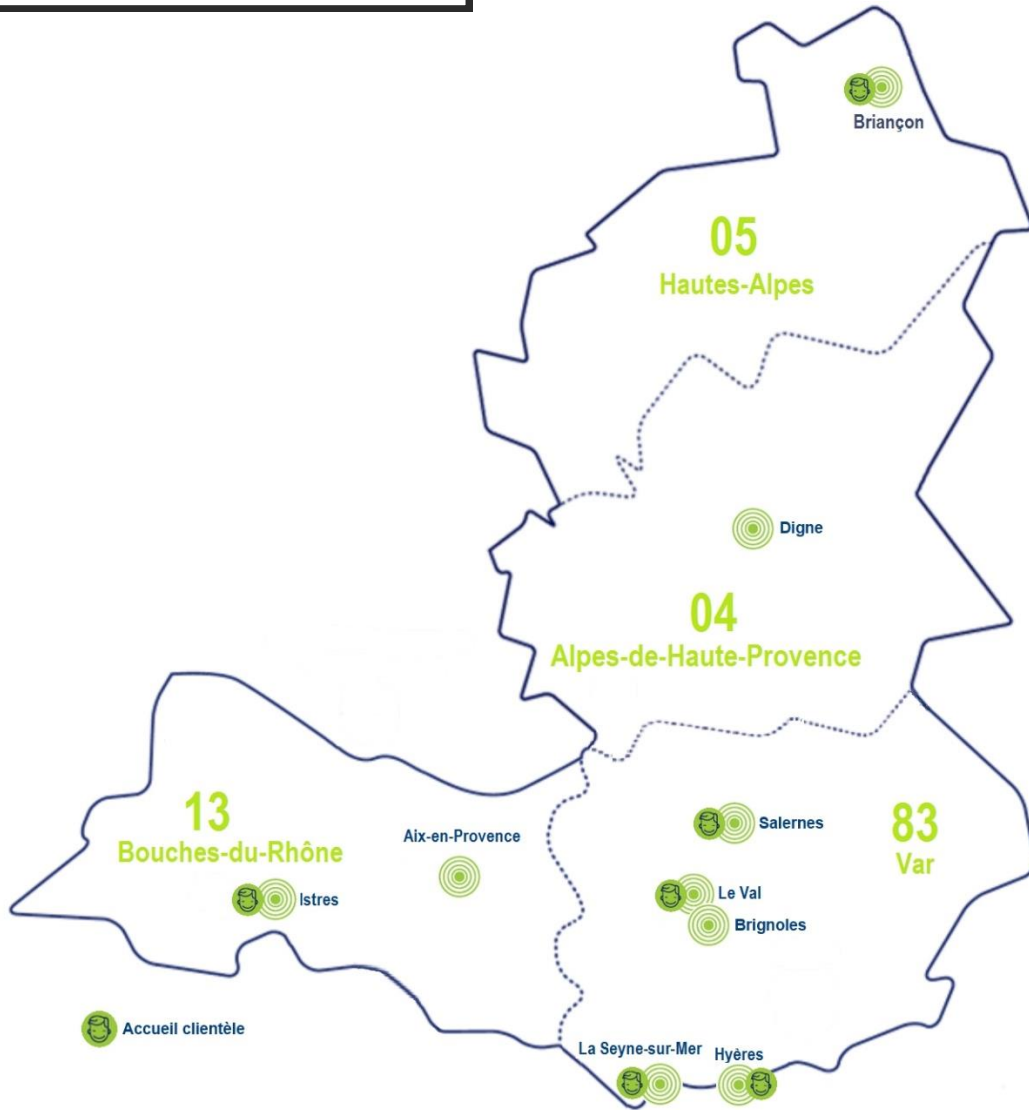 Briançon
05
Hautes-Alpes
Digne
04
Alpes-de-Haute-Provence
13
Bouches-du-Rhône
Aix-en-Provence
Istres
Salernes
83
Var
Le Val
Brignoles
Accueil clientèle
La Seyne-sur-Mer
Hyères